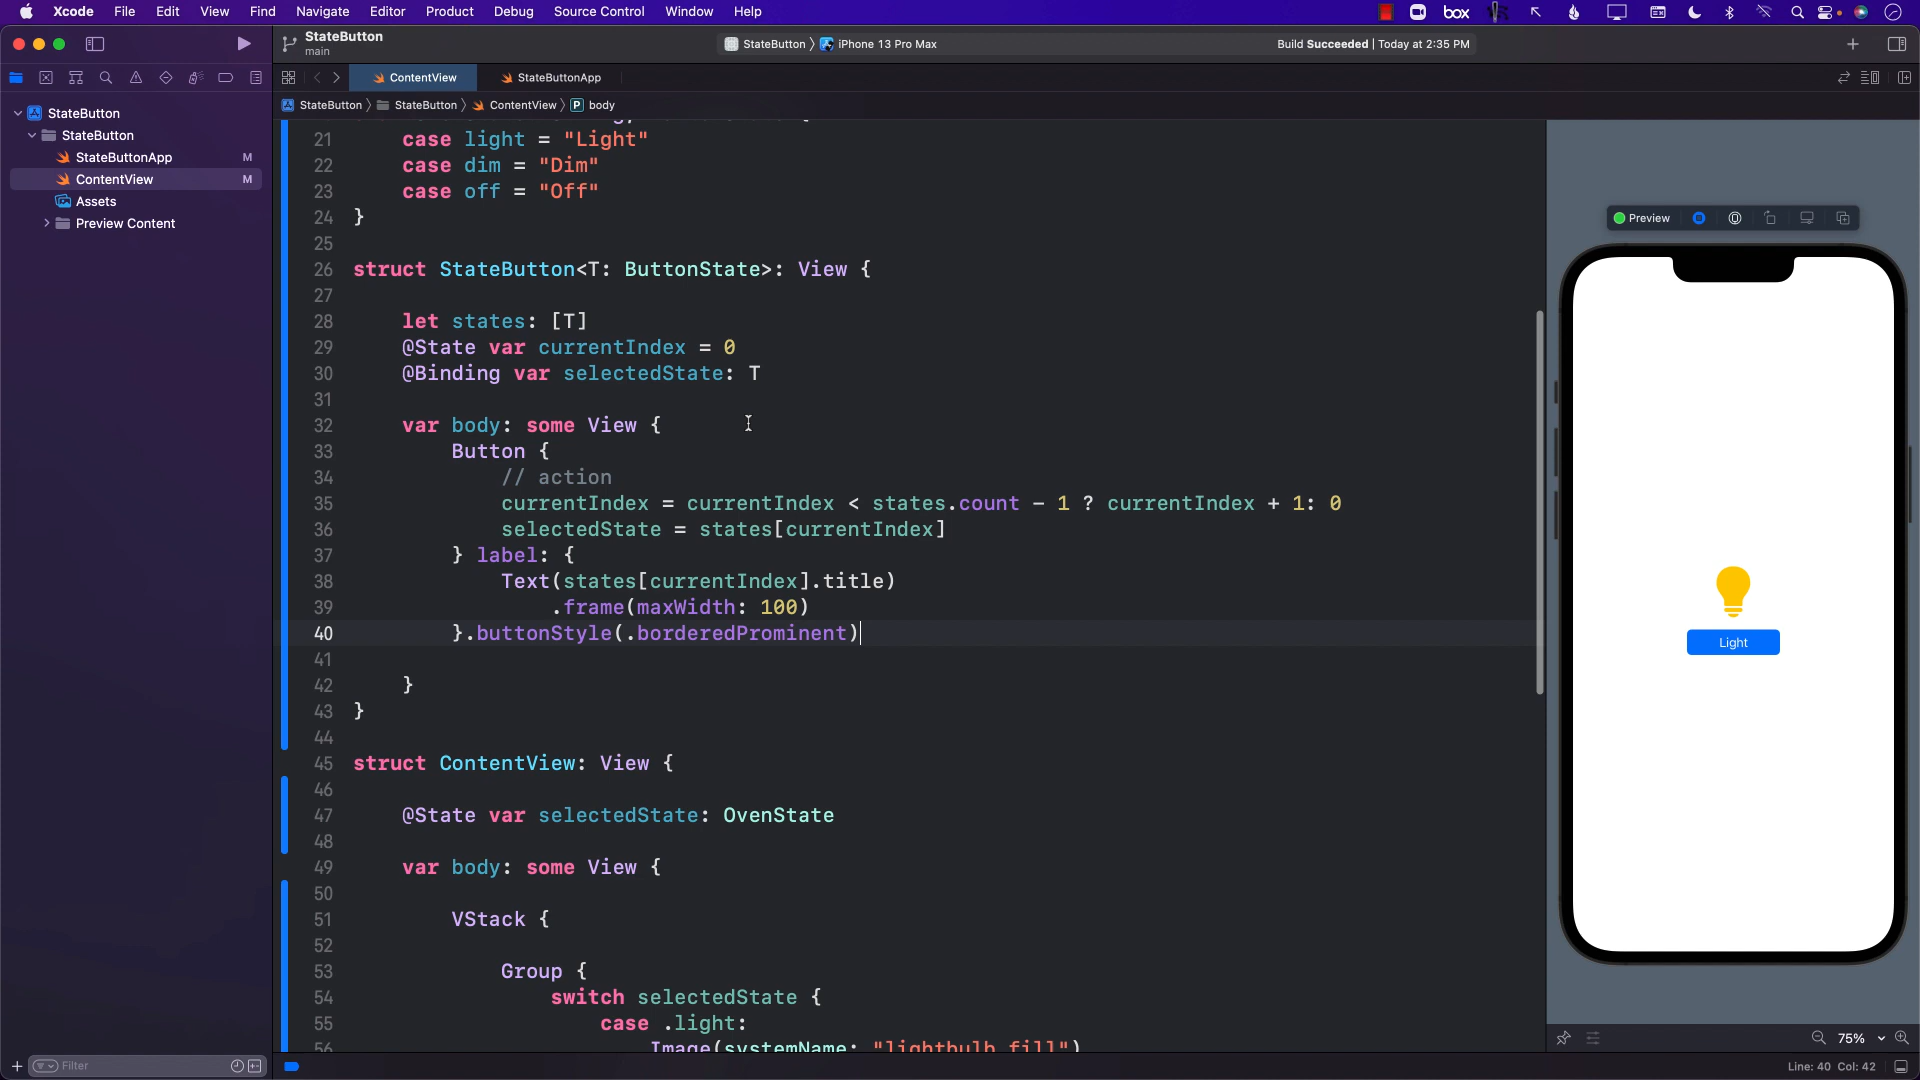 Xcode File Edit View Find Navigate Editor Product Debug Source Control Window Help box
StateButton
main
StateButton iPhone 13 Pro Max Build Succeeded | Today at 2:35 PM
ContentView StateButtonApp
StateButton StateButton ContentView P body
StateButton
StateButton
StateButtonApp M
ContentView M
Assets
Preview Content
21 case light = "Light"
22 case dim = "Dim"
23 case off = "Off"
24 }
25
26 struct StateButton<T: ButtonState>: View {
27
28 let states: [T]
29 @State var currentIndex = 0
30 @Binding var selectedState: T
31
32 var body: some View {
33 Button {
34 // action
35 currentIndex = currentIndex < states.count - 1 ? currentIndex + 1: 0
36 selectedState = states[currentIndex]
37 } label: {
38 Text(states[currentIndex].title)
39 .frame(maxWidth: 100)
40 }.buttonStyle(.borderedProminent)
41
42 }
43 }
44
45 struct ContentView: View {
46
47 @State var selectedState: OvenState
48
49 var body: some View {
50
51 VStack {
52
53 Group {
54 switch selectedState {
55 case .light:
56 Image(systemName: "lightbulb.fill")
Preview
Light
75%
Filter
Line: 40 Col: 42